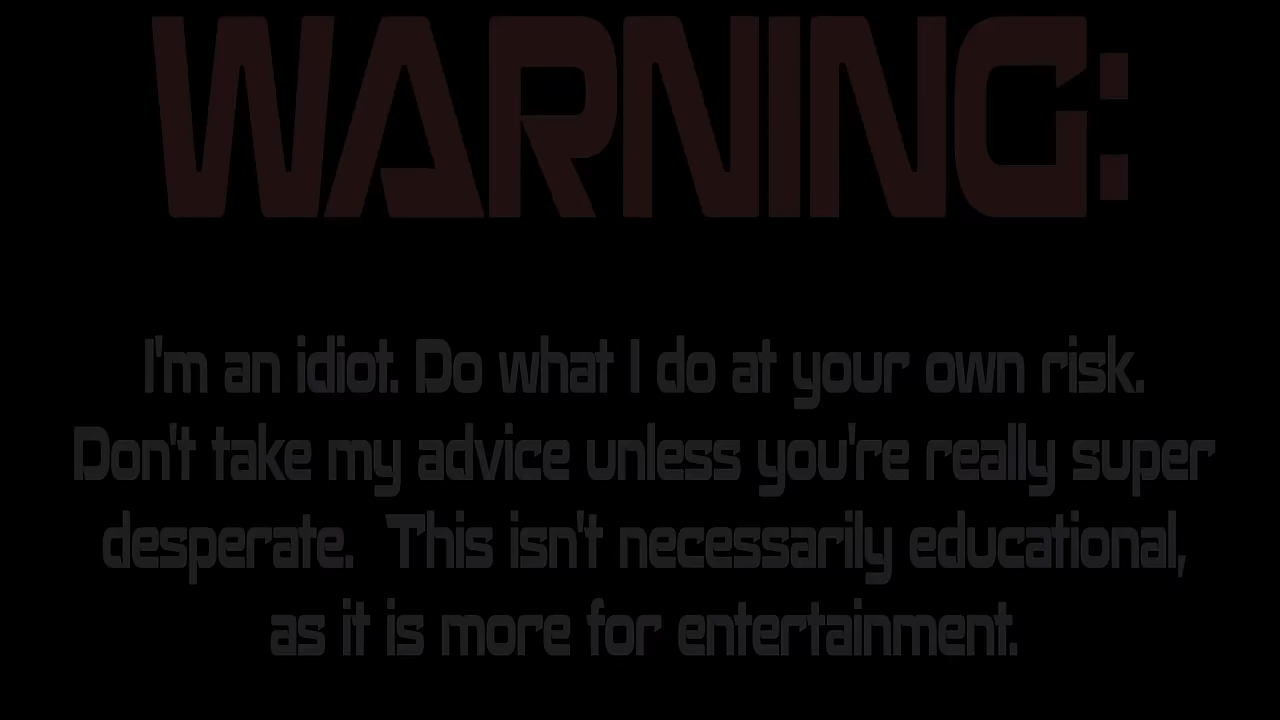 WARNING:
I'm an idiot. Do what I do at your own risk.
Don't take my advice unless you're really super
desperate.  This isn't necessarily educational,
as it is more for entertainment.